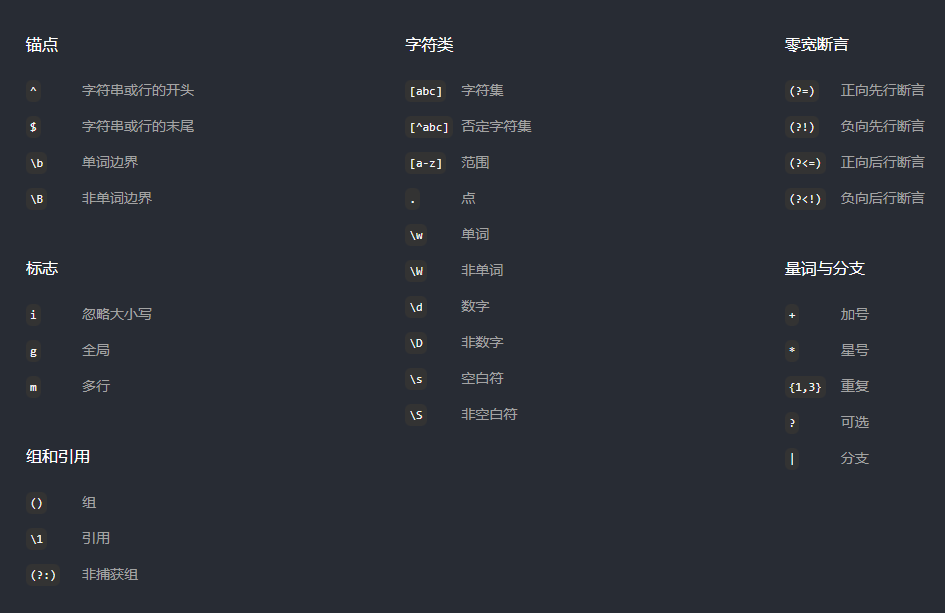 锚点
^ 字符串或行的开头
$ 字符串或行的末尾
\b 单词边界
\B 非单词边界
标志
i 忽略大小写
g 全局
m 多行
组和引用
() 组
\1 引用
(?:) 非捕获组
字符类
[abc] 字符集
[^abc] 否定字符集
[a-z] 范围
. 点
\w 单词
\W 非单词
\d 数字
\D 非数字
\s 空白符
\S 非空白符
零宽断言
(?=) 正向先行断言
(?!) 负向先行断言
(?<=) 正向后行断言
(?<!) 负向后行断言
量词与分支
+ 加号
* 星号
{1,3} 重复
? 可选
| 分支